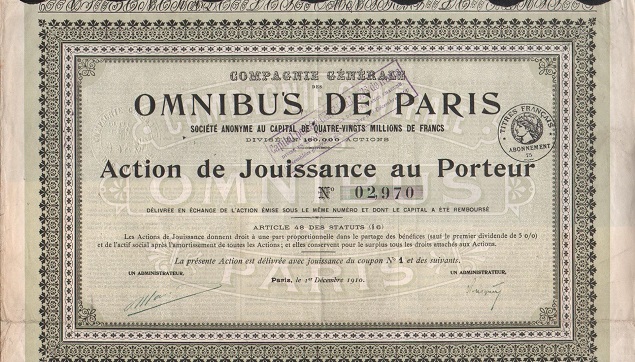 COMPAGNIE GÉNÉRALE
DES
OMNIBUS DE PARIS
SOCIÉTÉ ANONYME AU CAPITAL DE QUATRE-VINGTS MILLIONS DE FRANCS
DIVISÉ EN 160.000 ACTIONS
TITRES FRANÇAIS
ABONNEMENT
Action de Jouissance au Porteur
No 02,970
DÉLIVRÉE EN ÉCHANGE DE L'ACTION ÉMISE SOUS LE MÊME NUMÉRO ET DONT LE CAPITAL A ÉTÉ REMBOURSÉ
ARTICLE 48 DES STATUTS (16)
Les Actions de Jouissance donnent droit à une part proportionnelle dans le partage des bénéfices (sauf le premier dividende de 5 0/0)
et de l'actif social après l'amortissement de toutes les Actions; et elles conservent pour le surplus tous les droits attachés aux Actions.
La présente Action est délivrée avec jouissance du coupon No 1 et des suivants.
UN ADMINISTRATEUR, UN ADMINISTRATEUR,
Paris, le 1er Décembre 1910.
OMNIBUS
PARIS